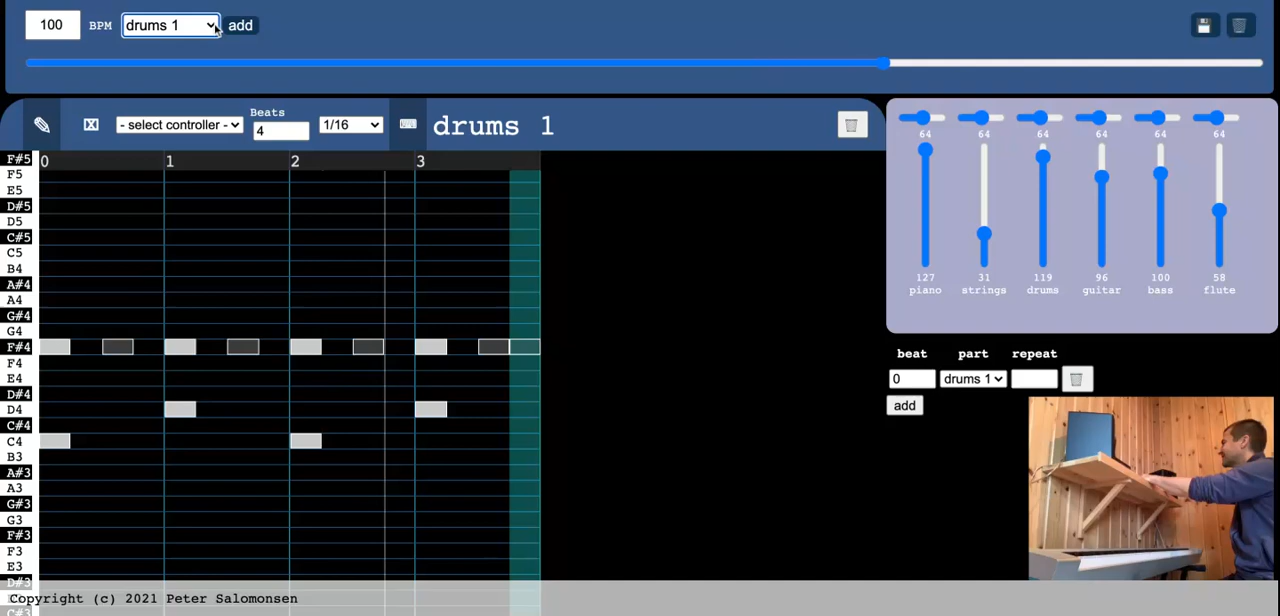 100 BPM drums 1 add
- select controller - Beats 4 1/16 drums 1
0 1 2 3
F#5
F5
E5
D#5
D5
C#5
C5
B4
A#4
A4
G#4
G4
F#4
F4
E4
D#4
D4
C#4
C4
B3
A#3
A3
G#3
G3
F#3
F3
E3
D#3
C#3
64 64 64 64 64 64
127 31 119 96 100 58
piano strings drums guitar bass flute
beat part repeat
0 drums 1
add
Copyright (c) 2021 Peter Salomonsen